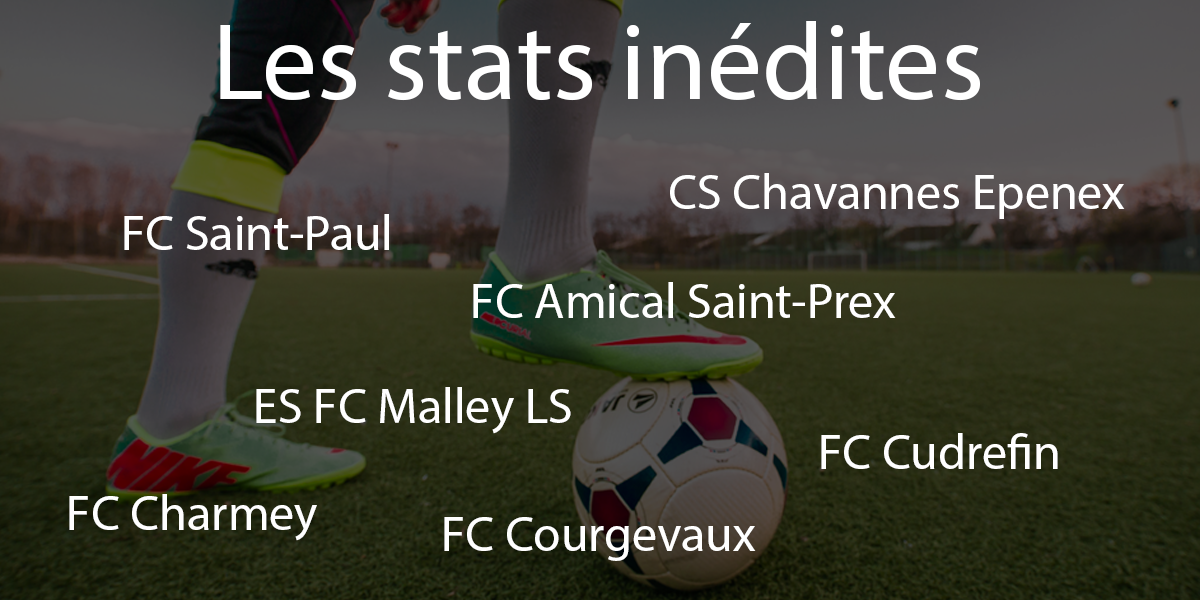 Les stats inédites
CS Chavannes Epenex
FC Saint-Paul
FC Amical Saint-Prex
ES FC Malley LS
FC Cudrefin
NIKE
FC Charmey
FC Courgevaux